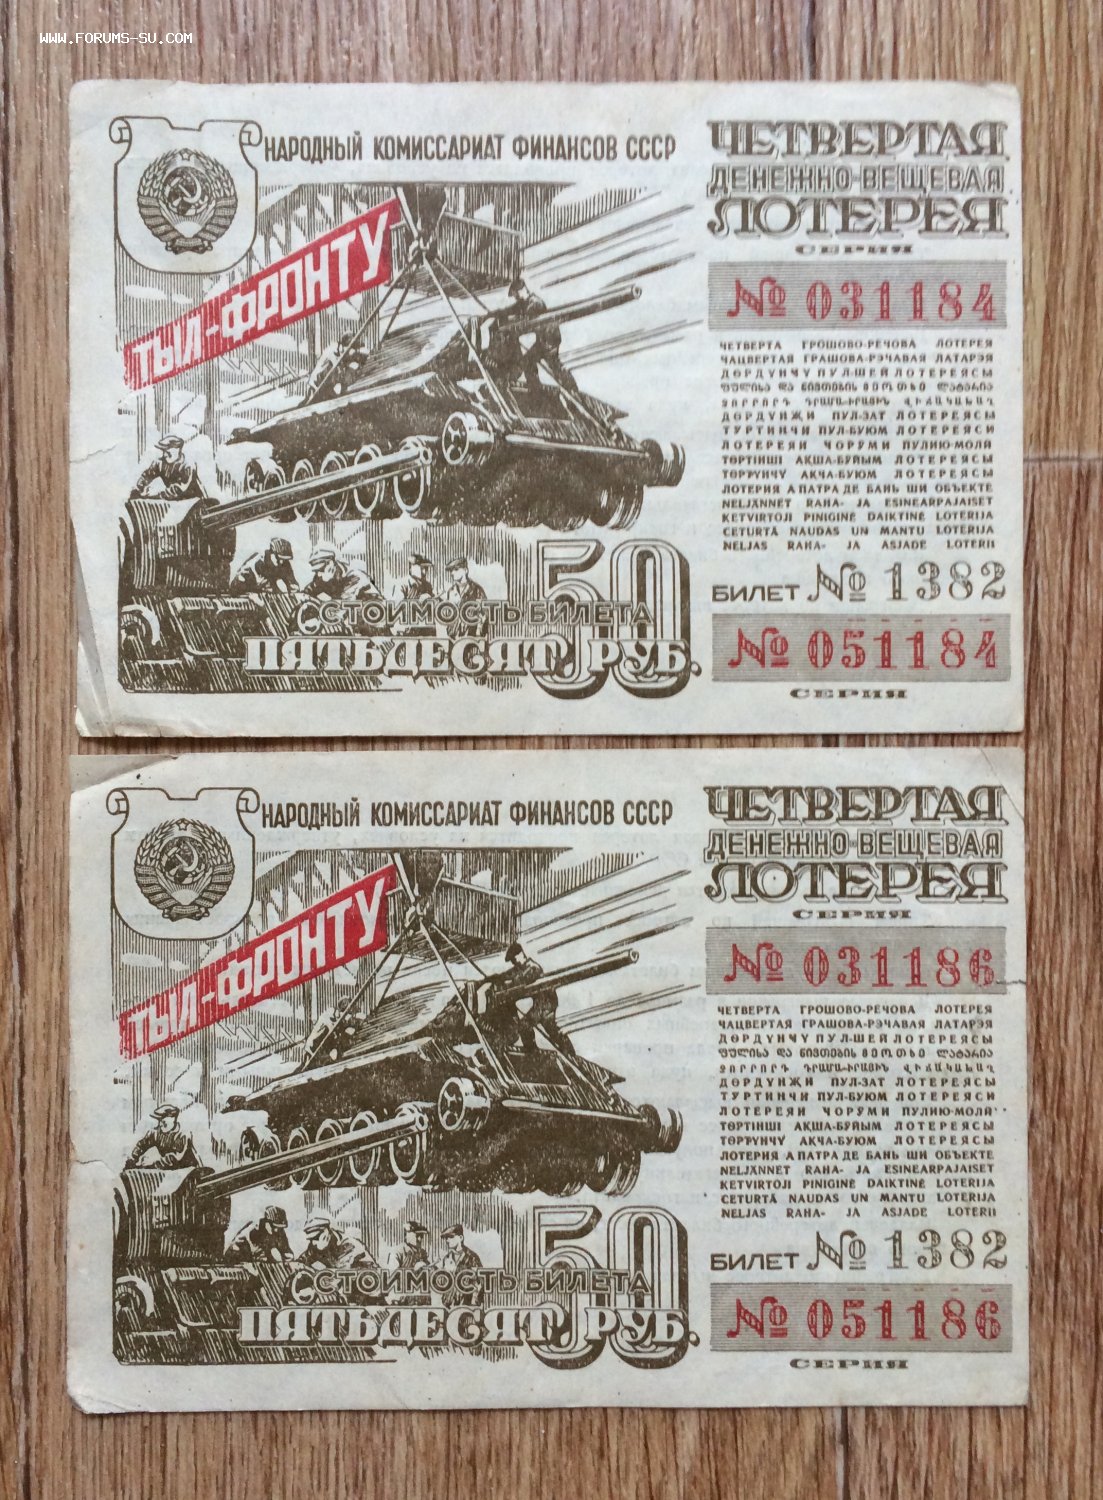 WWW.FORUMS-SU.COM
НАРОДНЫЙ КОМИССАРИАТ ФИНАНСОВ СССР
ТЫЛ-ФРОНТУ
50
СТОИМОСТЬ БИЛЕТА
ПЯТЬДЕСЯТ РУБ.
ЧЕТВЕРТАЯ
ДЕНЕЖНО-ВЕЩЕВАЯ
ЛОТЕРЕЯ
СЕРИЯ
№ 031184
ЧЕТВЕРТА ГРОШОВО-РЕЧОВА ЛОТЕРЕЯ
ЧАЦВЕРТАЯ ГРАШОВА-РЭЧАВАЯ ЛАТАРЭЯ
ДӨРДҮНЧҮ ПУЛ-ШЕЙ ЛОТЕРЕЯСЫ
ДӨРДҮНҖИ ПУЛ-ЗАТ ЛОТЕРЕЯСЫ
ТУРТИНЧИ ПУЛ-БУЮМ ЛОТЕРЕЯСИ
ЛОТЕРЕЯИ ЧОРУМИ ПУЛИЮ-МОЛӢ
ТӨРТІНШІ АҚША-БҰЙЫМ ЛОТЕРЕЯСЫ
ТӨРТҮНЧҮ АКЧА-БУЮМ ЛОТЕРЕЯСЫ
ЛОТЕРИЯ А ПАТРА ДЕ БАНЬ ШИ ОБЪЕКТЕ
NELJÄNNET RAHA- JA ESINEARPAJAISET
KETVIRTOJI PINIGINĖ DAIKTINĖ LOTERIJA
CETURTĀ NAUDAS UN MANTU LOTERIJA
NELJAS RAHA- JA ASJADE LOTERII
БИЛЕТ № 1382
№ 051184
СЕРИЯ
НАРОДНЫЙ КОМИССАРИАТ ФИНАНСОВ СССР
ТЫЛ-ФРОНТУ
50
СТОИМОСТЬ БИЛЕТА
ПЯТЬДЕСЯТ РУБ.
ЧЕТВЕРТАЯ
ДЕНЕЖНО-ВЕЩЕВАЯ
ЛОТЕРЕЯ
СЕРИЯ
№ 031186
ЧЕТВЕРТА ГРОШОВО-РЕЧОВА ЛОТЕРЕЯ
ЧАЦВЕРТАЯ ГРАШОВА-РЭЧАВАЯ ЛАТАРЭЯ
ДӨРДҮНЧҮ ПУЛ-ШЕЙ ЛОТЕРЕЯСЫ
ДӨРДҮНҖИ ПУЛ-ЗАТ ЛОТЕРЕЯСЫ
ТУРТИНЧИ ПУЛ-БУЮМ ЛОТЕРЕЯСИ
ЛОТЕРЕЯИ ЧОРУМИ ПУЛИЮ-МОЛӢ
ТӨРТІНШІ АҚША-БҰЙЫМ ЛОТЕРЕЯСЫ
ТӨРТҮНЧҮ АКЧА-БУЮМ ЛОТЕРЕЯСЫ
ЛОТЕРИЯ А ПАТРА ДЕ БАНЬ ШИ ОБЪЕКТЕ
NELJÄNNET RAHA- JA ESINEARPAJAISET
KETVIRTOJI PINIGINĖ DAIKTINĖ LOTERIJA
CETURTĀ NAUDAS UN MANTU LOTERIJA
NELJAS RAHA- JA ASJADE LOTERII
БИЛЕТ № 1382
№ 051186
СЕРИЯ